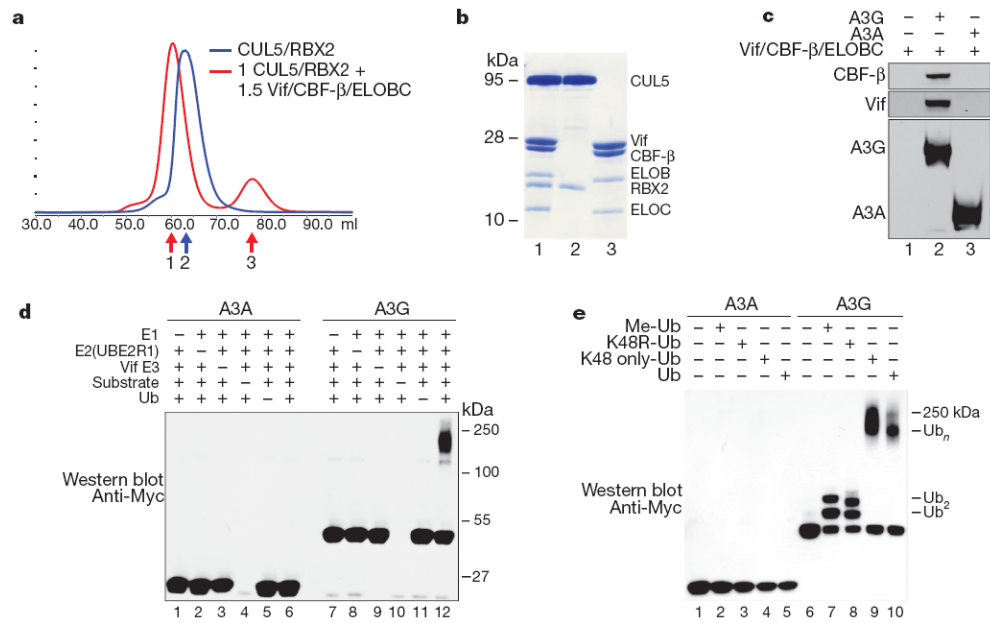 a
CUL5/RBX2
1 CUL5/RBX2 +
1.5 Vif/CBF-β/ELOBC
30.0 40.0 50.0 60.0 70.0 80.0 90.0 ml
1 2 3
b
kDa
95
28
10
CUL5
Vif
CBF-β
ELOB
RBX2
ELOC
1 2 3
c
A3G – + –
A3A – – +
Vif/CBF-β/ELOBC + + +
CBF-β
Vif
A3G
A3A
1 2 3
d
A3A A3G
E1 – + + + + + – + + + + +
E2(UBE2R1) + – + + + + + – + + + +
Vif E3 + + – + + + + + – + + +
Substrate + + + – + + + + + – + +
Ub + + + + – + + + + + – +
kDa
250
100
55
27
Western blot
Anti-Myc
1 2 3 4 5 6 7 8 9 10 11 12
e
A3A A3G
Me-Ub – + – – – – + – – –
K48R-Ub – – + – – – – + – –
K48 only-Ub – – – + – – – – + –
Ub – – – – + – – – – +
250 kDa
Ubn
Ub2
Ub
Western blot
Anti-Myc
1 2 3 4 5 6 7 8 9 10